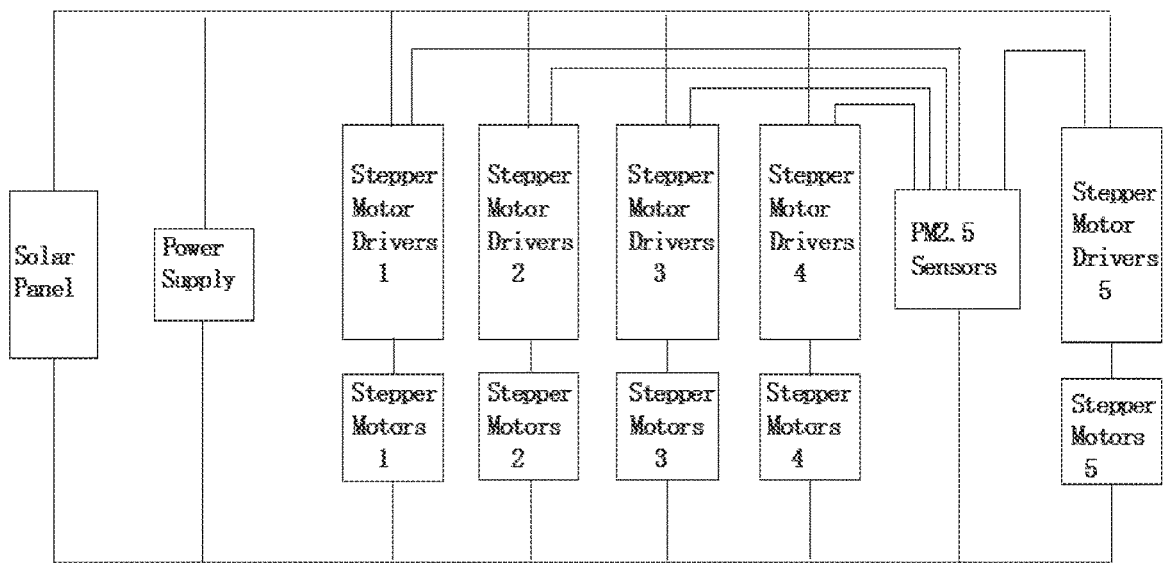 Solar
Panel
Power
Supply
Stepper
Motor
Drivers
1
Stepper
Motor
Drivers
2
Stepper
Motor
Drivers
3
Stepper
Motor
Drivers
4
PM2.5
Sensors
Stepper
Motor
Drivers
5
Stepper
Motors
1
Stepper
Motors
2
Stepper
Motors
3
Stepper
Motors
4
Stepper
Motors
5